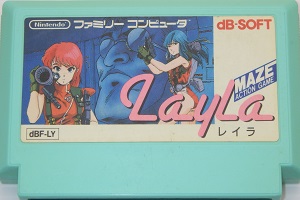 Nintendo ファミリー コンピュータ dB-SOFT
MAZE
ACTION GAME
Layla
レイラ
dBF-LY